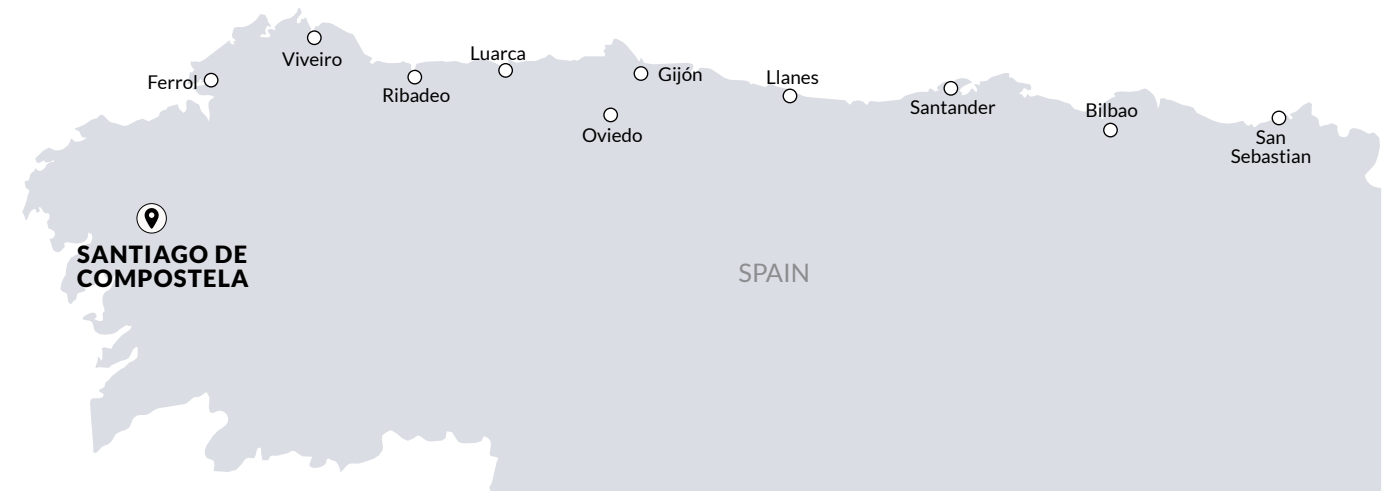 Viveiro
Luarca
Ferrol
Gijón
Llanes
Ribadeo
Santander
Bilbao
Oviedo
San
Sebastian
SANTIAGO DE
COMPOSTELA
SPAIN